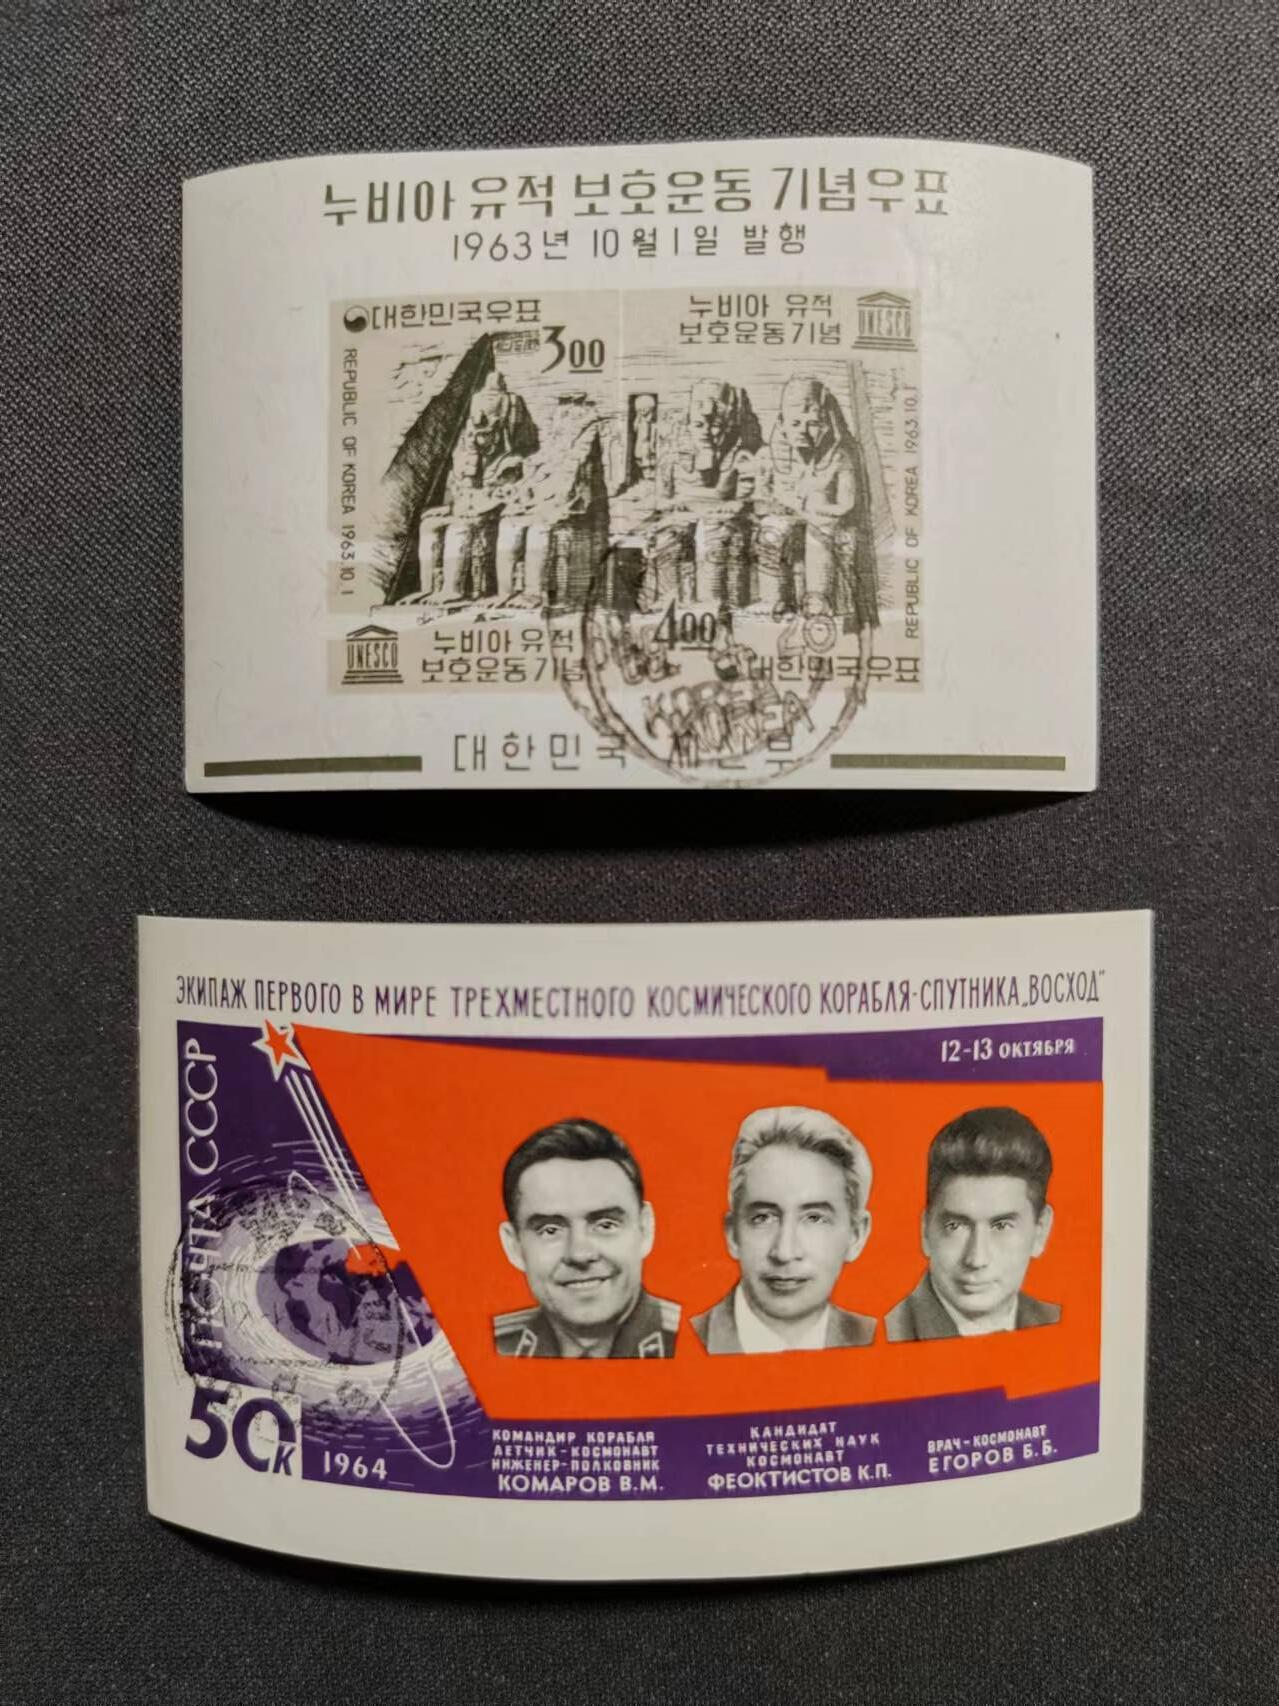 누비아 유적 보호운동 기념우표
1963년 10월 1일 발행
대한민국우표
3.00
REPUBLIC OF KOREA 1963.10.1
누비아 유적
보호운동기념
UNESCO
REPUBLIC OF KOREA 1963.10.1
UNESCO
누비아 유적
보호운동기념
4.00
대한민국우표
KOREA
대한민국
ЭКИПАЖ ПЕРВОГО В МИРЕ ТРЕХМЕСТНОГО КОСМИЧЕСКОГО КОРАБЛЯ-СПУТНИКА „ВОСХОД"
12-13 ОКТЯБРЯ
ПОЧТА СССР
50к
1964
КОМАНДИР КОРАБЛЯ
ЛЕТЧИК-КОСМОНАВТ
ИНЖЕНЕР-ПОЛКОВНИК
КОМАРОВ В.М.
КАНДИДАТ
ТЕХНИЧЕСКИХ НАУК
КОСМОНАВТ
ФЕОКТИСТОВ К.П.
ВРАЧ-КОСМОНАВТ
ЕГОРОВ Б.Б.